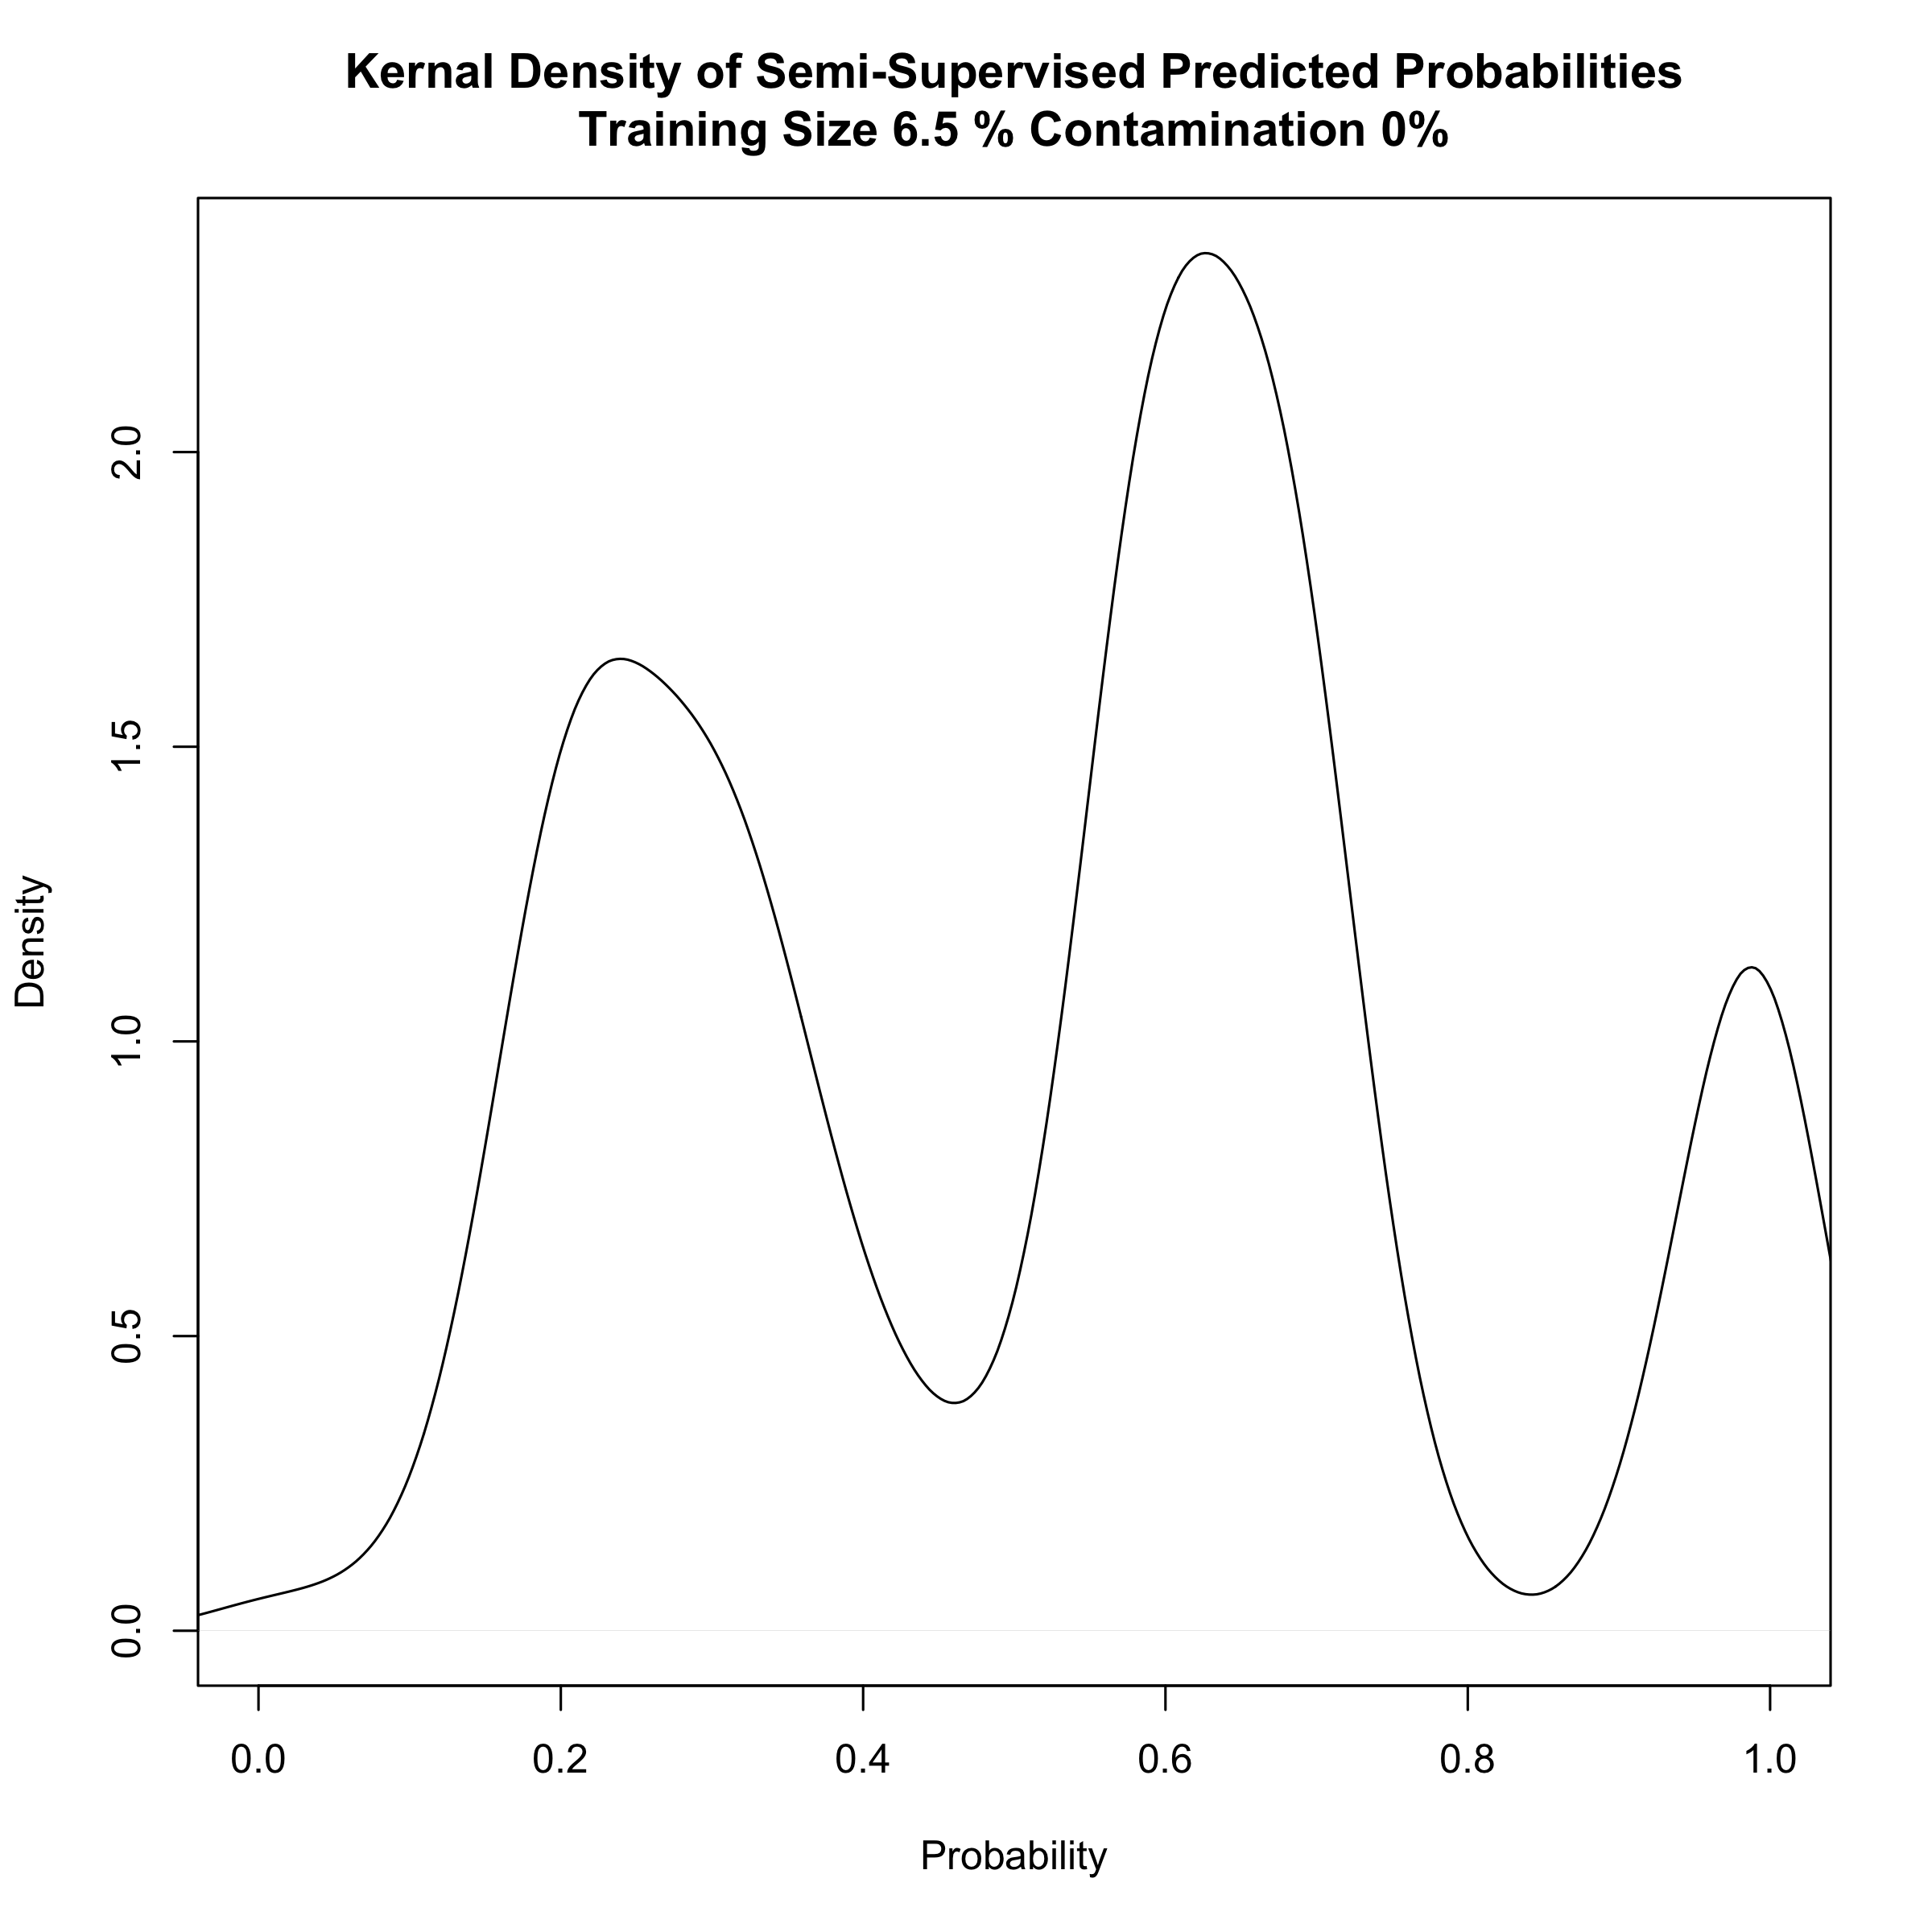 Kernal Density of Semi-Supervised Predicted Probabilities
Training Size 6.5 % Contamination 0%
Density
2.0
1.5
1.0
0.5
0.0
0.0 0.2 0.4 0.6 0.8 1.0
Probability